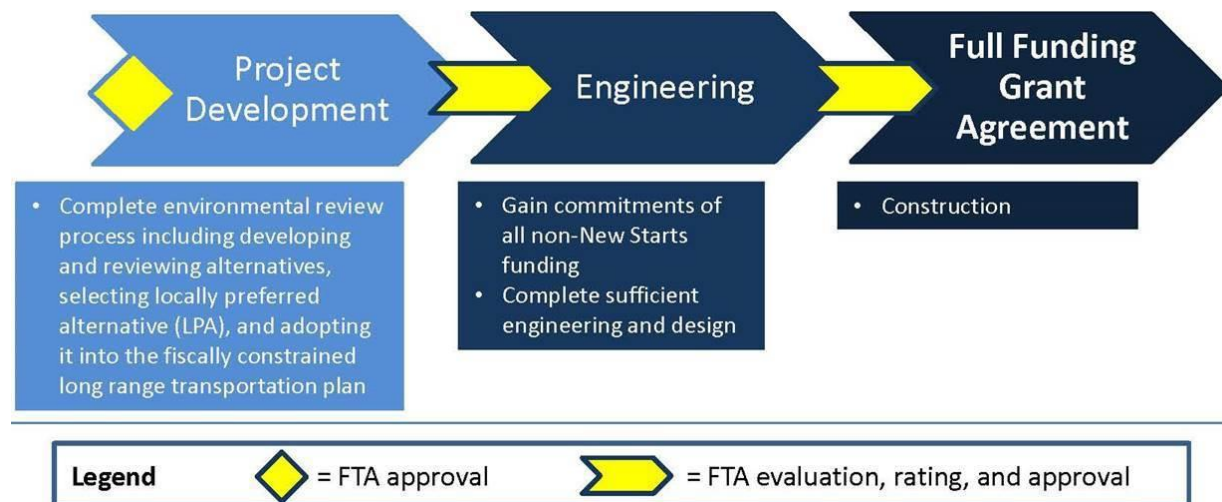 Project
Development
Engineering
Full Funding
Grant
Agreement
• Complete environmental review
process including developing
and reviewing alternatives,
selecting locally preferred
alternative (LPA), and adopting
it into the fiscally constrained
long range transportation plan
• Gain commitments of
all non-New Starts
funding
• Complete sufficient
engineering and design
• Construction
Legend
= FTA approval
= FTA evaluation, rating, and approval